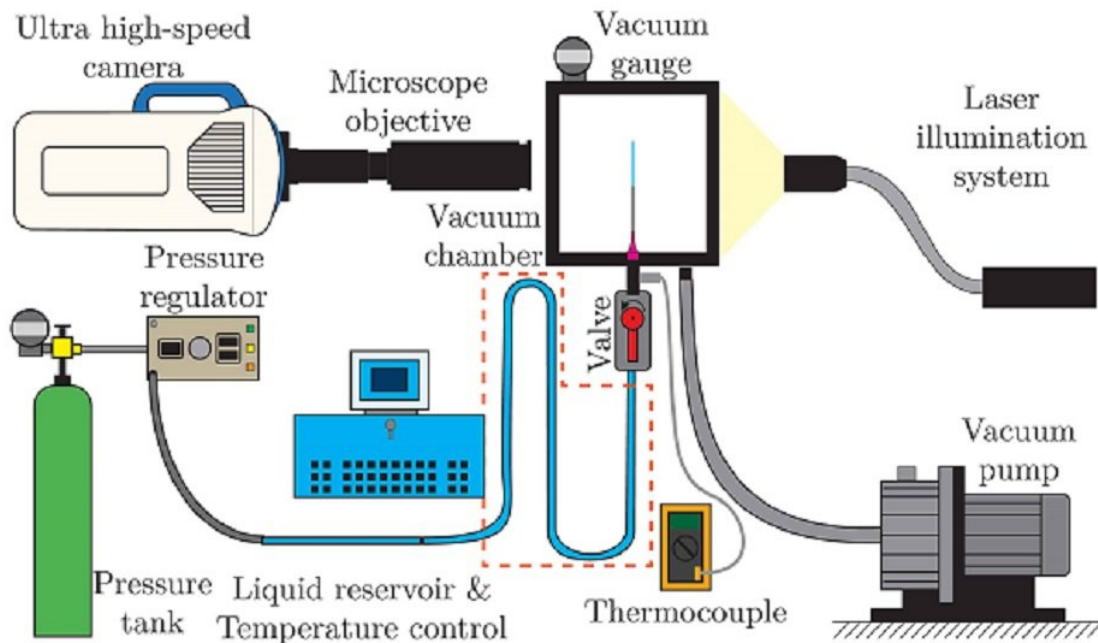 Ultra high-speed
camera
Microscope
objective
Vacuum
gauge
Laser
illumination
system
Vacuum
chamber
Pressure
regulator
Valve
Vacuum
pump
Pressure
tank
Liquid reservoir &
Temperature control
Thermocouple